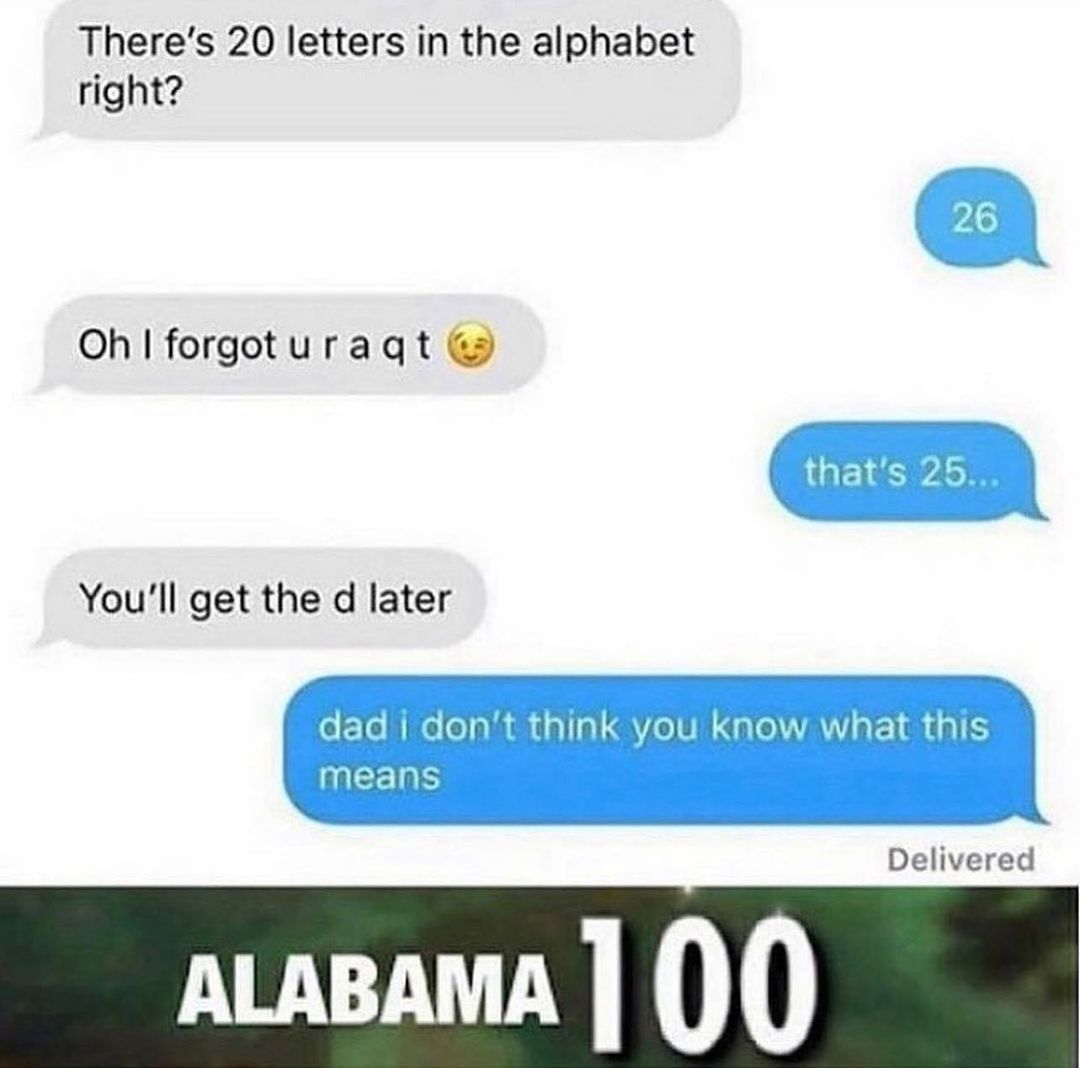 There's 20 letters in the alphabet
right?
26
Oh I forgot u r a q t 😉
that's 25...
You'll get the d later
dad i don't think you know what this
means
Delivered
ALABAMA 100